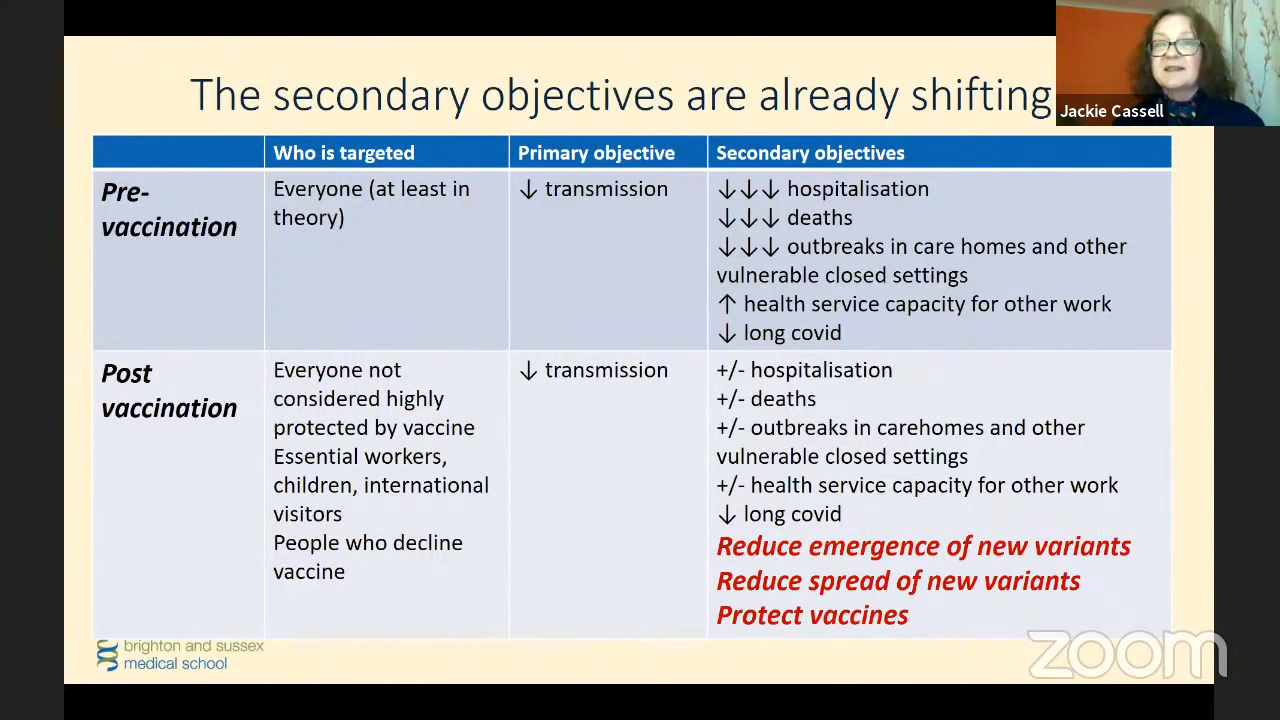 The secondary objectives are already shifting
Jackie Cassell
Who is targeted
Primary objective
Secondary objectives
Pre-
vaccination
Everyone (at least in
theory)
↓ transmission
↓↓↓ hospitalisation
↓↓↓ deaths
↓↓↓ outbreaks in care homes and other
vulnerable closed settings
↑ health service capacity for other work
↓ long covid
Post
vaccination
Everyone not
considered highly
protected by vaccine
Essential workers,
children, international
visitors
People who decline
vaccine
↓ transmission
+/- hospitalisation
+/- deaths
+/- outbreaks in carehomes and other
vulnerable closed settings
+/- health service capacity for other work
↓ long covid
Reduce emergence of new variants
Reduce spread of new variants
Protect vaccines
brighton and sussex
medical school
zoom